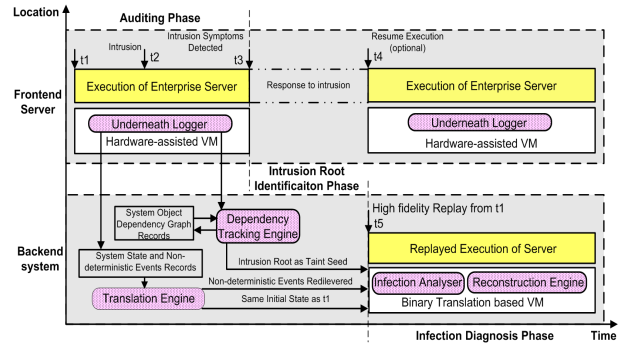 Location
Auditing Phase
Intrusion Symptoms
Detected
Resume Execution
(optional)
t1
Intrusion
t2
t3
t4
Execution of Enterprise Server
Response to intrusion
Execution of Enterprise Server
Frontend
Server
Underneath Logger
Hardware-assisted VM
Underneath Logger
Hardware-assisted VM
Intrusion Root
Identificaiton Phase
System Object
Dependency Graph
Records
Dependency
Tracking Engine
High fidelity Replay from t1
t5
Replayed Execution of Server
Backend
system
System State and Non-
deterministic Events Records
Intrusion Root as Taint Seed
Non-deterministic Events Redilevered
Translation Engine
Same Initial State as t1
Infection Analyser
Reconstruction Engine
Binary Translation based VM
Infection Diagnosis Phase
Time